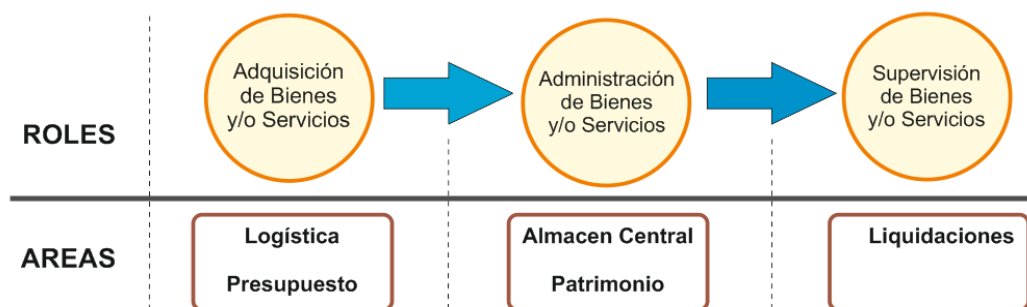 Adquisición
de Bienes
y/o Servicios
Administración
de Bienes
y/o Servicios
Supervisión
de Bienes
y/o Servicios
ROLES
AREAS
Logística
Presupuesto
Almacen Central
Patrimonio
Liquidaciones